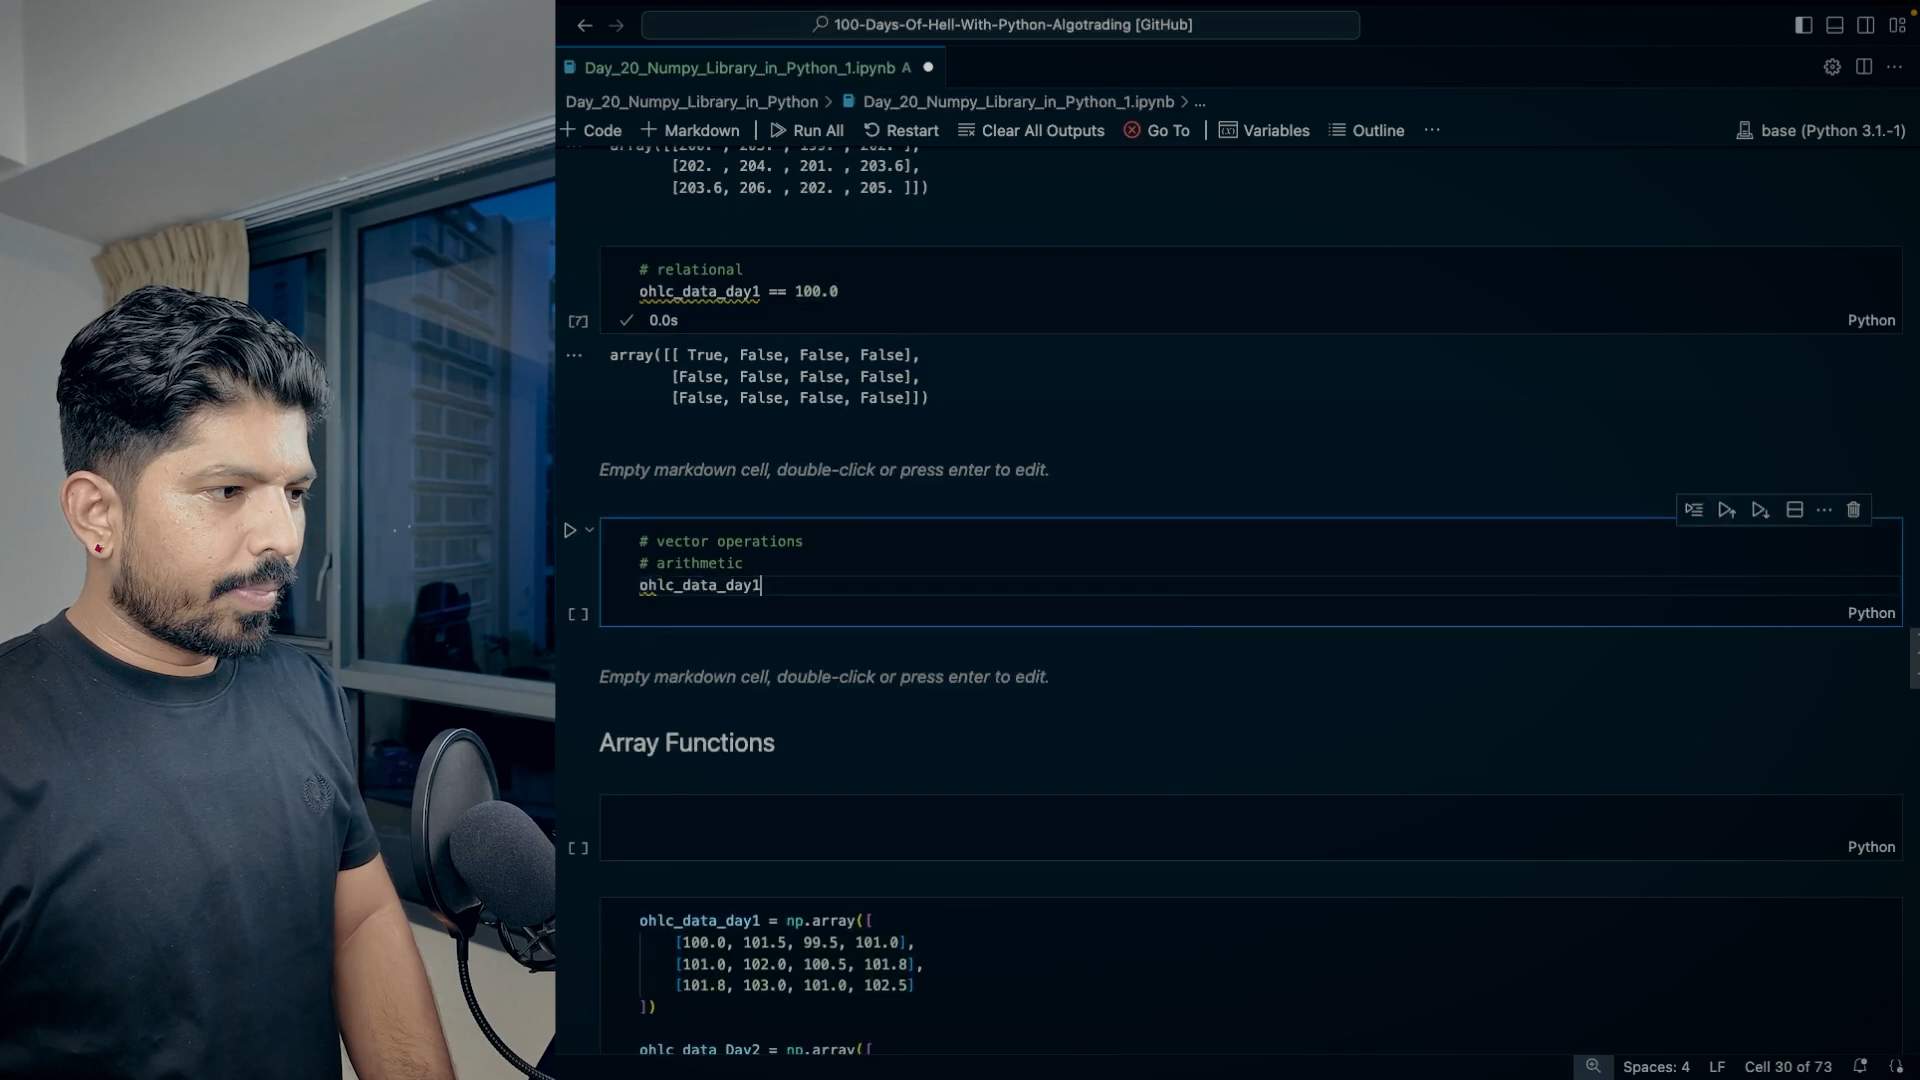 100-Days-Of-Hell-With-Python-Algotrading [GitHub]
Day_20_Numpy_Library_in_Python_1.ipynb A
Day_20_Numpy_Library_in_Python > Day_20_Numpy_Library_in_Python_1.ipynb > ...
+ Code + Markdown | Run All Restart Clear All Outputs Go To | Variables Outline ... base (Python 3.1.-1)
[202. , 204. , 201. , 203.6],
[203.6, 206. , 202. , 205. ]])
# relational
ohlc_data_day1 == 100.0
[7] ✓ 0.0s Python
... array([[ True, False, False, False],
[False, False, False, False],
[False, False, False, False]])
Empty markdown cell, double-click or press enter to edit.
# vector operations
# arithmetic
ohlc_data_day1
[ ] Python
Empty markdown cell, double-click or press enter to edit.
Array Functions
[ ] Python
ohlc_data_day1 = np.array([
[100.0, 101.5, 99.5, 101.0],
[101.0, 102.0, 100.5, 101.8],
[101.8, 103.0, 101.0, 102.5]
])
ohlc_data_Day2 = np.array([
Spaces: 4 LF Cell 30 of 73